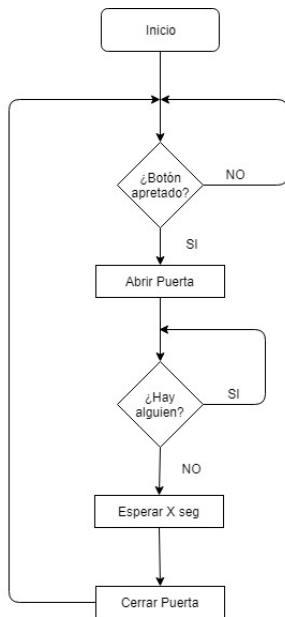 Inicio
¿Botón
apretado?
NO
SI
Abrir Puerta
¿Hay
alguien?
SI
NO
Esperar X seg
Cerrar Puerta